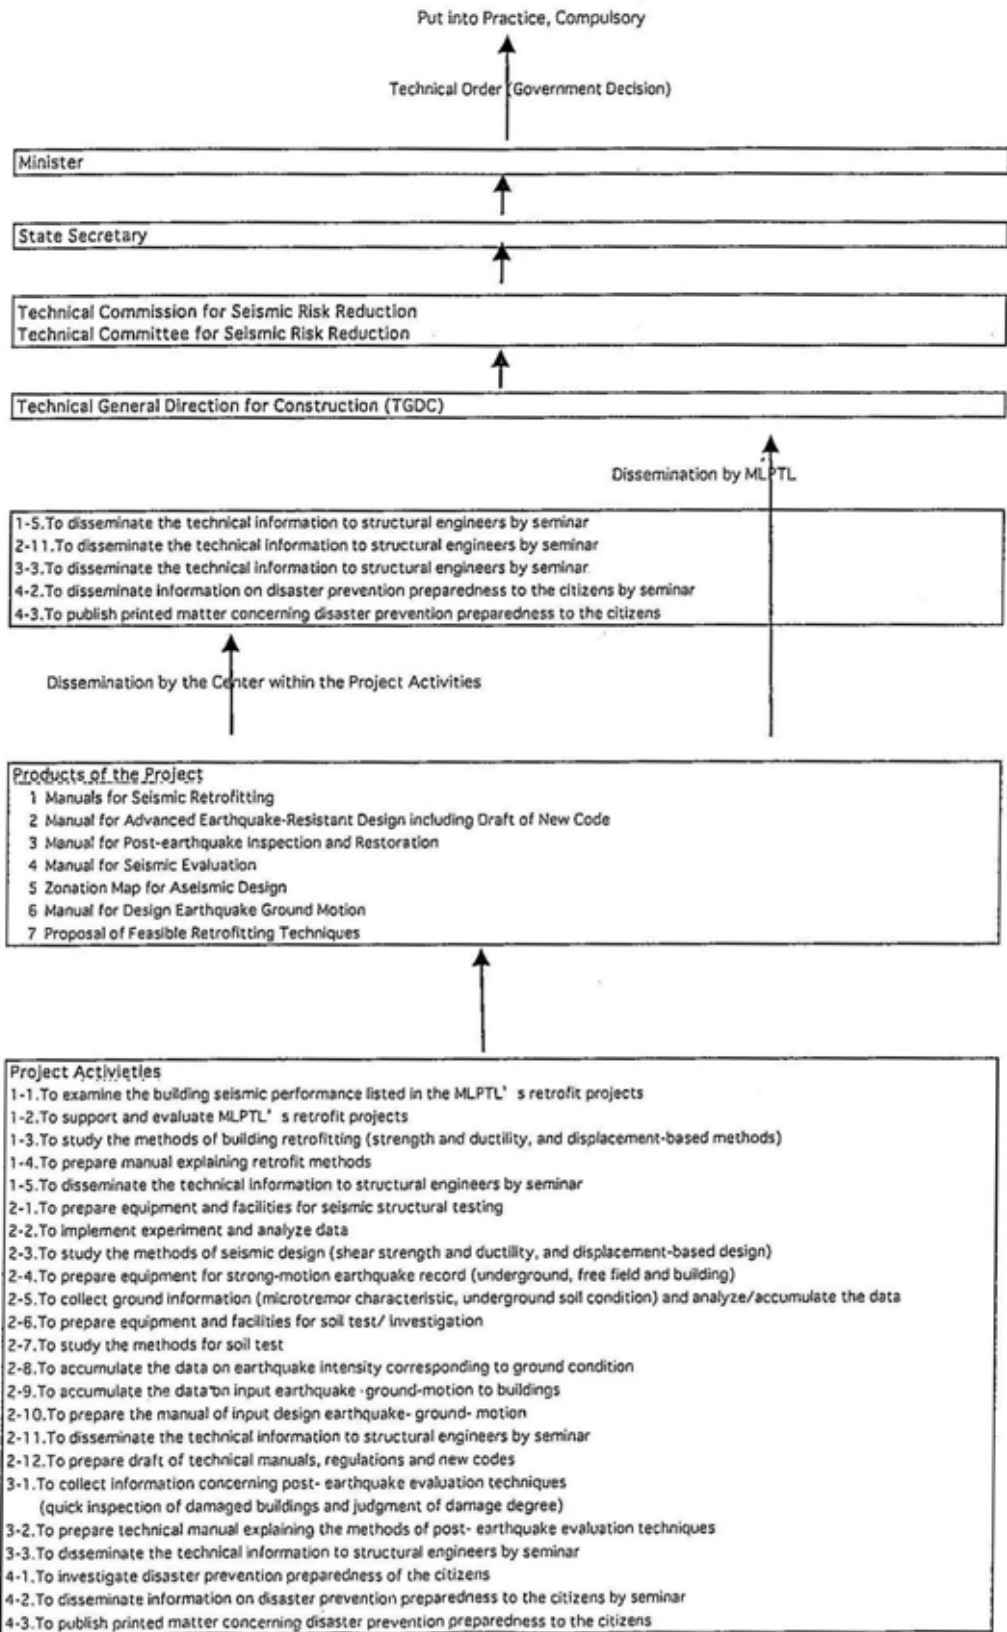 Put into Practice, Compulsory
Technical Order (Government Decision)
Minister
State Secretary
Technical Commission for Seismic Risk Reduction
Technical Committee for Seismic Risk Reduction
Technical General Direction for Construction (TGDC)
Dissemination by MLPTL
1-5.To disseminate the technical information to structural engineers by seminar
2-11.To disseminate the technical information to structural engineers by seminar
3-3.To disseminate the technical information to structural engineers by seminar
4-2.To disseminate information on disaster prevention preparedness to the citizens by seminar
4-3.To publish printed matter concerning disaster prevention preparedness to the citizens
Dissemination by the Center within the Project Activities
Products of the Project
1 Manuals for Seismic Retrofitting
2 Manual for Advanced Earthquake-Resistant Design including Draft of New Code
3 Manual for Post-earthquake Inspection and Restoration
4 Manual for Seismic Evaluation
5 Zonation Map for Aseismic Design
6 Manual for Design Earthquake Ground Motion
7 Proposal of Feasible Retrofitting Techniques
Project Activieties
1-1.To examine the building seismic performance listed in the MLPTL' s retrofit projects
1-2.To support and evaluate MLPTL' s retrofit projects
1-3.To study the methods of building retrofitting (strength and ductility, and displacement-based methods)
1-4.To prepare manual explaining retrofit methods
1-5.To disseminate the technical information to structural engineers by seminar
2-1.To prepare equipment and facilities for seismic structural testing
2-2.To implement experiment and analyze data
2-3.To study the methods of seismic design (shear strength and ductility, and displacement-based design)
2-4.To prepare equipment for strong-motion earthquake record (underground, free field and building)
2-5.To collect ground information (microtremor characteristic, underground soil condition) and analyze/accumulate the data
2-6.To prepare equipment and facilities for soil test/ investigation
2-7.To study the methods for soil test
2-8.To accumulate the data on earthquake intensity corresponding to ground condition
2-9.To accumulate the data on input earthquake -ground-motion to buildings
2-10.To prepare the manual of input design earthquake- ground- motion
2-11.To disseminate the technical information to structural engineers by seminar
2-12.To prepare draft of technical manuals, regulations and new codes
3-1.To collect information concerning post- earthquake evaluation techniques
(quick inspection of damaged buildings and judgment of damage degree)
3-2.To prepare technical manual explaining the methods of post- earthquake evaluation techniques
3-3.To disseminate the technical information to structural engineers by seminar
4-1.To investigate disaster prevention preparedness of the citizens
4-2.To disseminate information on disaster prevention preparedness to the citizens by seminar
4-3.To publish printed matter concerning disaster prevention preparedness to the citizens